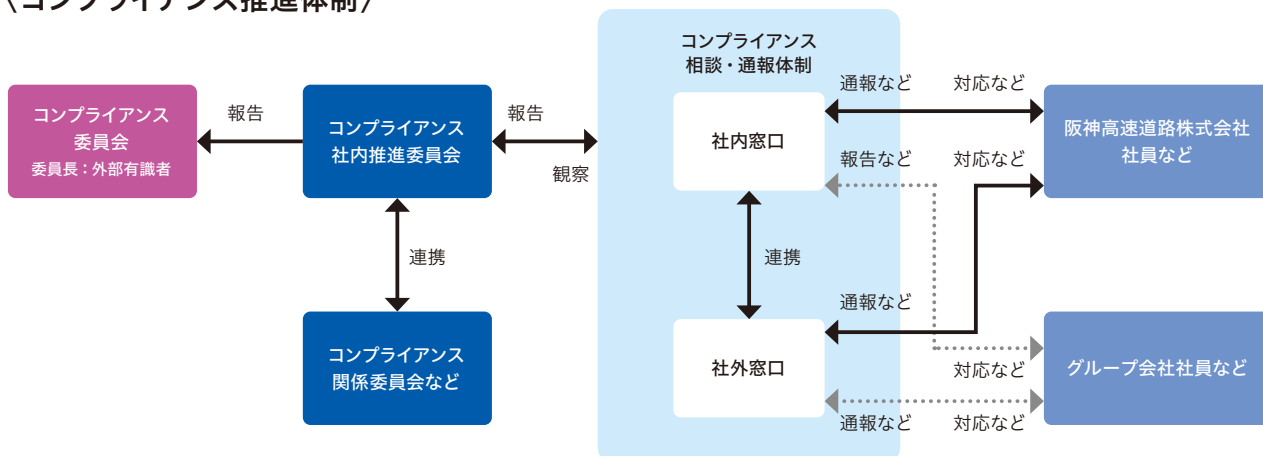 〈コンプライアンス推進体制〉
コンプライアンス
相談・通報体制
コンプライアンス
委員会
委員長：外部有識者
報告
コンプライアンス
社内推進委員会
報告
観察
社内窓口
通報など
対応など
報告など
対応など
阪神高速道路株式会社
社員など
連携
連携
コンプライアンス
関係委員会など
社外窓口
通報など
対応など
通報など
対応など
グループ会社社員など